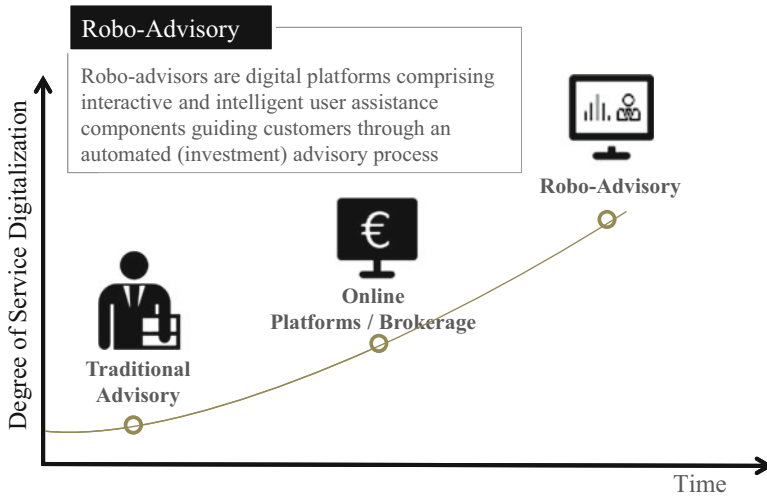 Robo-Advisory
Robo-advisors are digital platforms comprising
interactive and intelligent user assistance
components guiding customers through an
automated (investment) advisory process
Degree of Service Digitalization
Robo-Advisory
€
Online
Platforms / Brokerage
Traditional
Advisory
Time